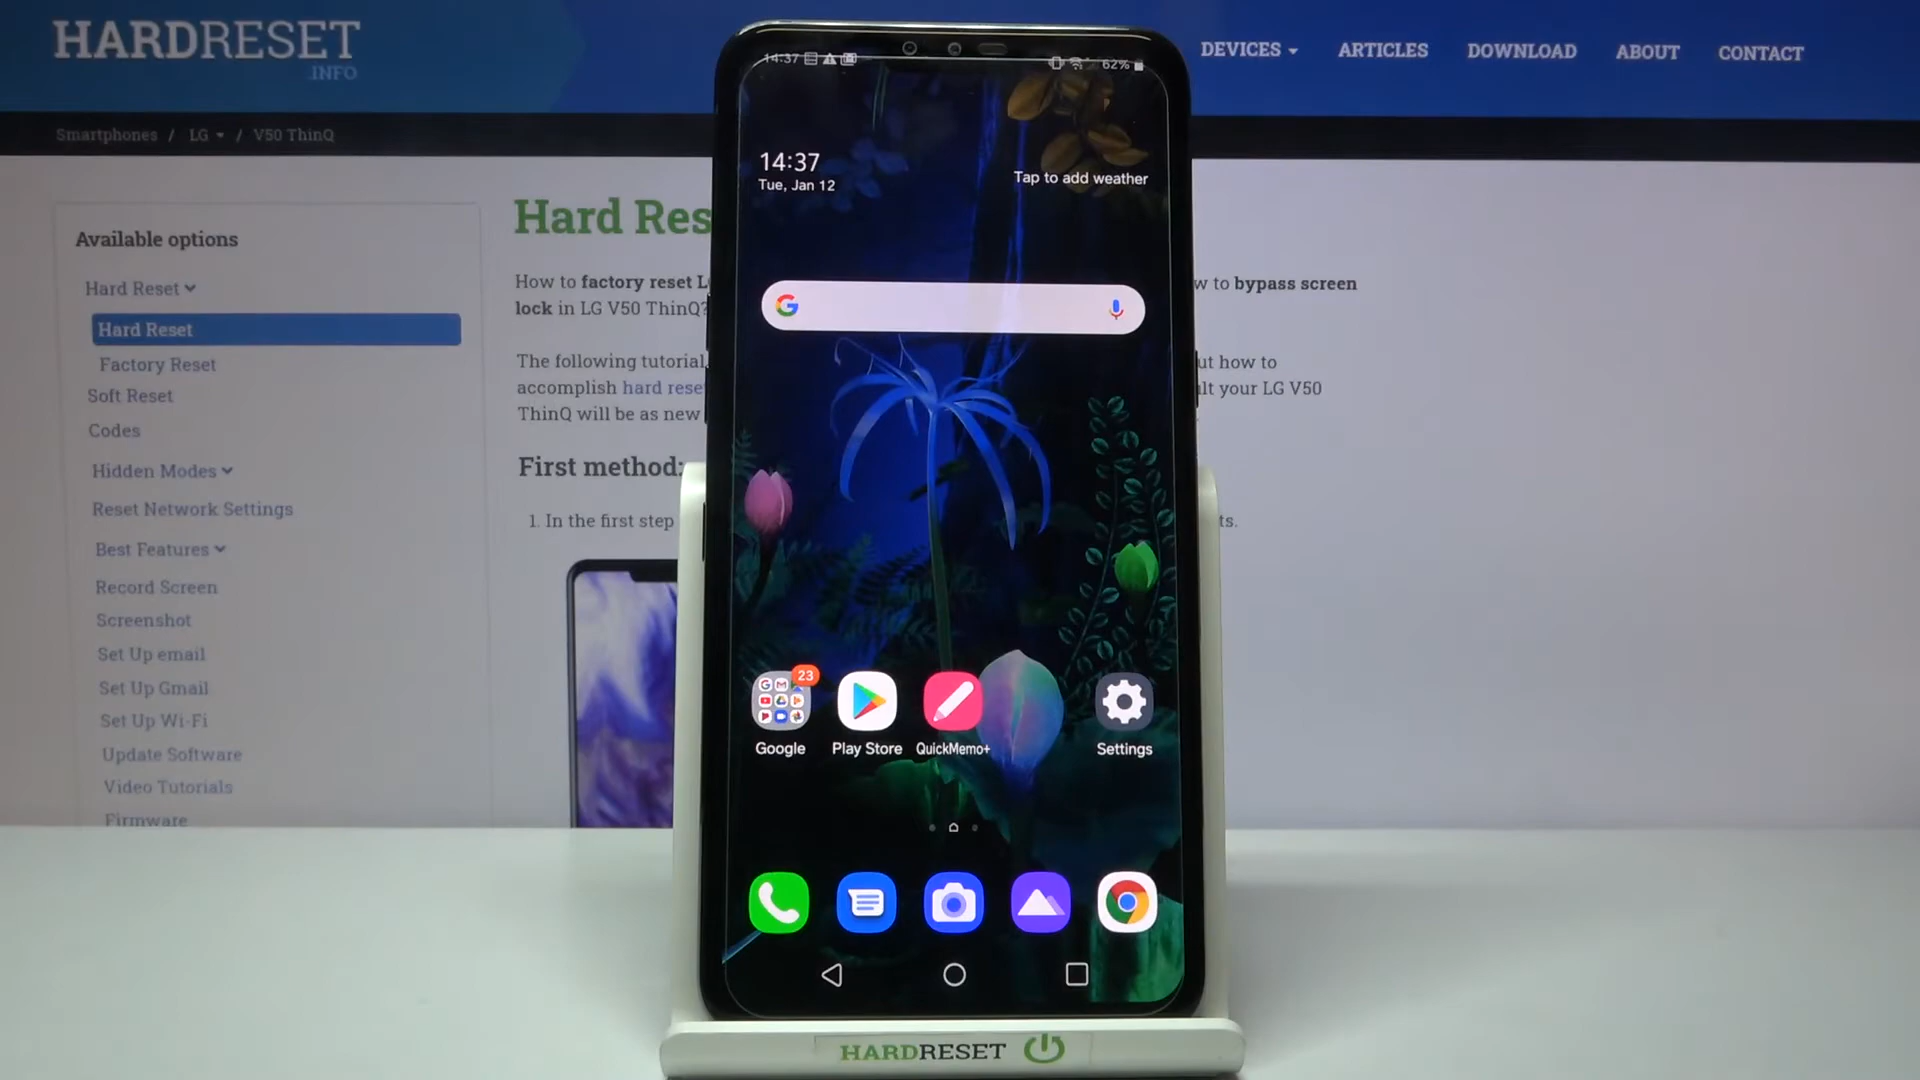 HARDRESET
.INFO
DEVICES
ARTICLES
DOWNLOAD
ABOUT
CONTACT
Smartphones / LG / V50 ThinQ
Available options
Hard Reset
Hard Reset
Factory Reset
Soft Reset
Codes
Hidden Modes
Reset Network Settings
Best Features
Record Screen
Screenshot
Set Up email
Set Up Gmail
Set Up Wi-Fi
Update Software
Video Tutorials
Firmware
Hard Res
How to factory reset L
w to bypass screen
lock in LG V50 ThinQ?
The following tutorial
ut how to
accomplish hard rese
lt your LG V50
ThinQ will be as new
First method:
1. In the first step
ts.
14:37
62%
14:37
Tue, Jan 12
Tap to add weather
23
Google
Play Store
QuickMemo+
Settings
HARDRESET